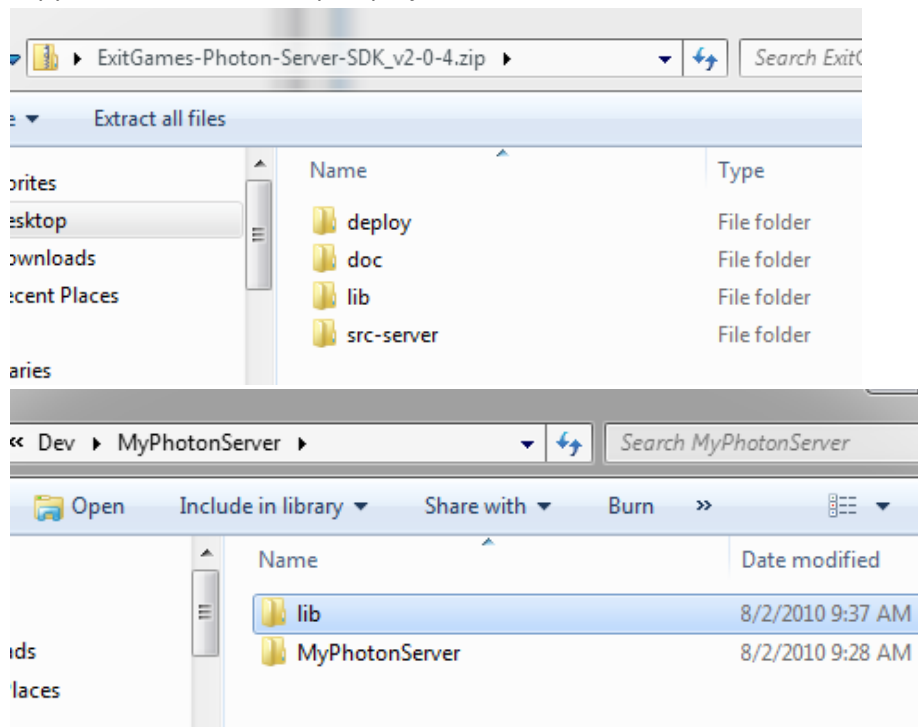 ExitGames-Photon-Server-SDK_v2-0-4.zip Search Exit
Extract all files
Name Type
orites
esktop deploy File folder
ownloads doc File folder
ecent Places lib File folder
src-server File folder
aries
« Dev MyPhotonServer Search MyPhotonServer
Open Include in library Share with Burn »
Name Date modified
lib 8/2/2010 9:37 AM
ads MyPhotonServer 8/2/2010 9:28 AM
Places